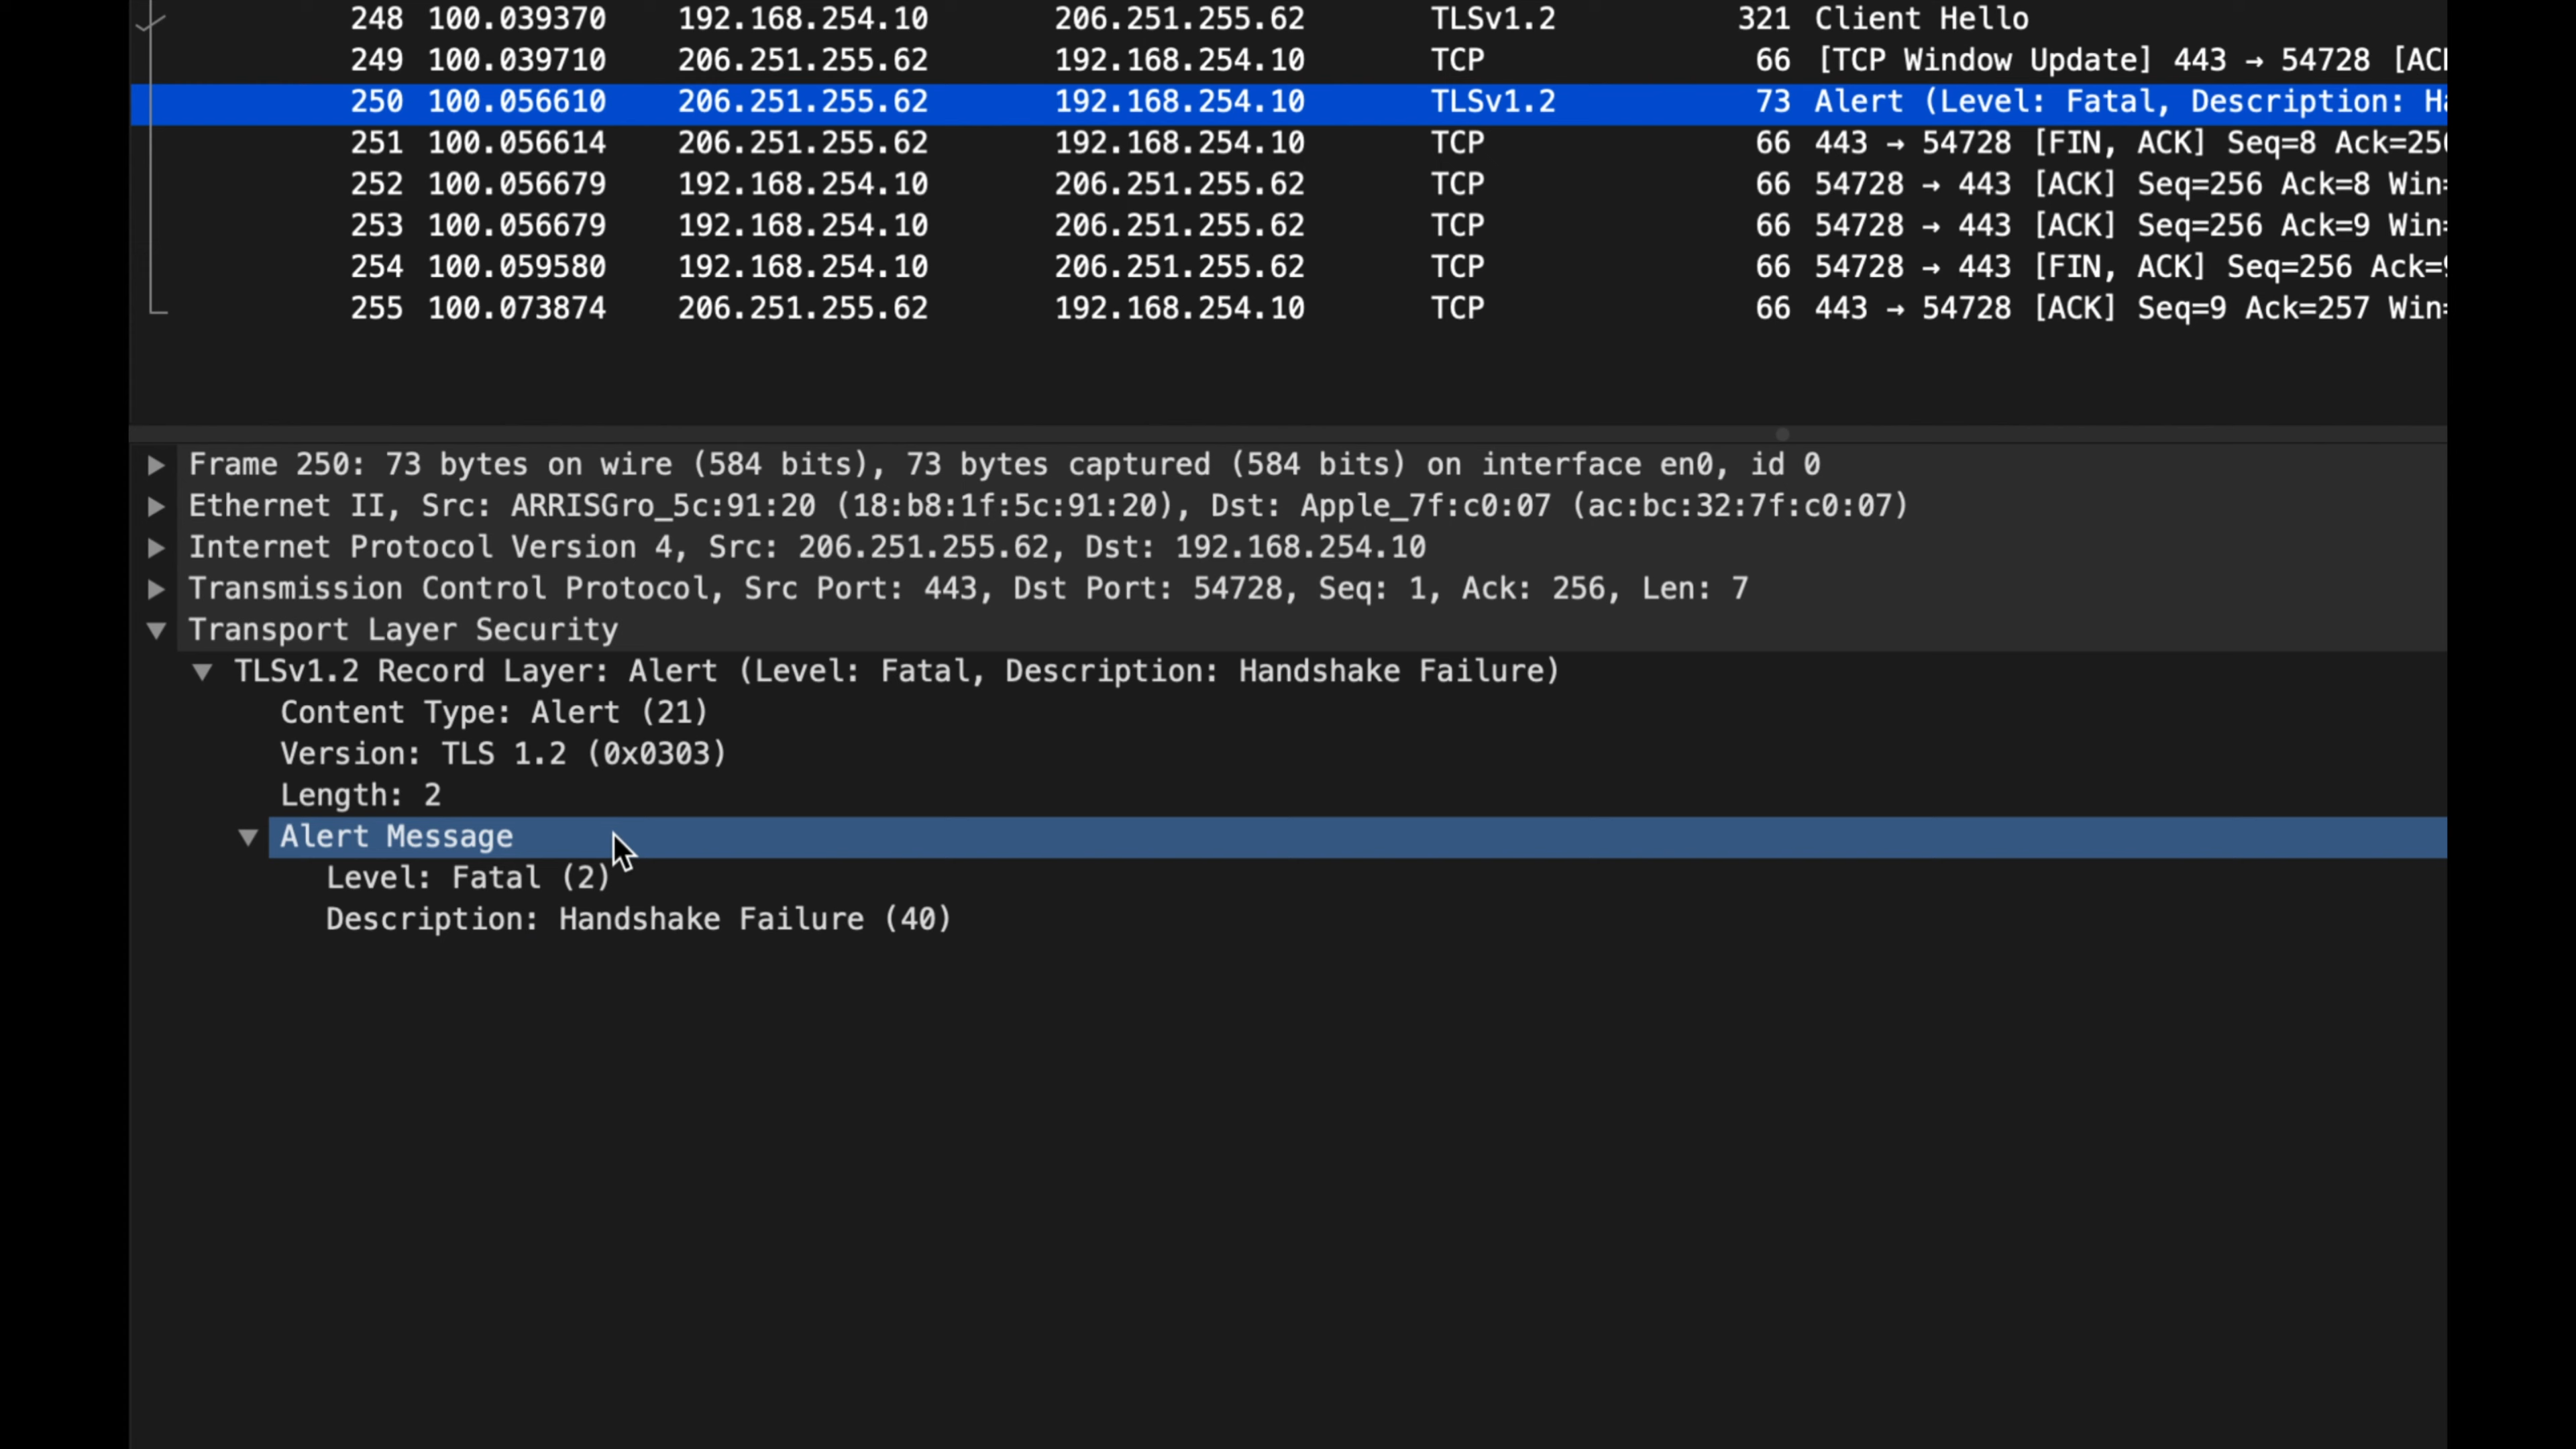 248 100.039370 192.168.254.10 206.251.255.62 TLSv1.2 321 Client Hello
249 100.039710 206.251.255.62 192.168.254.10 TCP 66 [TCP Window Update] 443 → 54728 [ACK
250 100.056610 206.251.255.62 192.168.254.10 TLSv1.2 73 Alert (Level: Fatal, Description: Ha
251 100.056614 206.251.255.62 192.168.254.10 TCP 66 443 → 54728 [FIN, ACK] Seq=8 Ack=256
252 100.056679 192.168.254.10 206.251.255.62 TCP 66 54728 → 443 [ACK] Seq=256 Ack=8 Win=
253 100.056679 192.168.254.10 206.251.255.62 TCP 66 54728 → 443 [ACK] Seq=256 Ack=9 Win=
254 100.059580 192.168.254.10 206.251.255.62 TCP 66 54728 → 443 [FIN, ACK] Seq=256 Ack=9
255 100.073874 206.251.255.62 192.168.254.10 TCP 66 443 → 54728 [ACK] Seq=9 Ack=257 Win=
Frame 250: 73 bytes on wire (584 bits), 73 bytes captured (584 bits) on interface en0, id 0
Ethernet II, Src: ARRISGro_5c:91:20 (18:b8:1f:5c:91:20), Dst: Apple_7f:c0:07 (ac:bc:32:7f:c0:07)
Internet Protocol Version 4, Src: 206.251.255.62, Dst: 192.168.254.10
Transmission Control Protocol, Src Port: 443, Dst Port: 54728, Seq: 1, Ack: 256, Len: 7
Transport Layer Security
TLSv1.2 Record Layer: Alert (Level: Fatal, Description: Handshake Failure)
Content Type: Alert (21)
Version: TLS 1.2 (0x0303)
Length: 2
Alert Message
Level: Fatal (2)
Description: Handshake Failure (40)